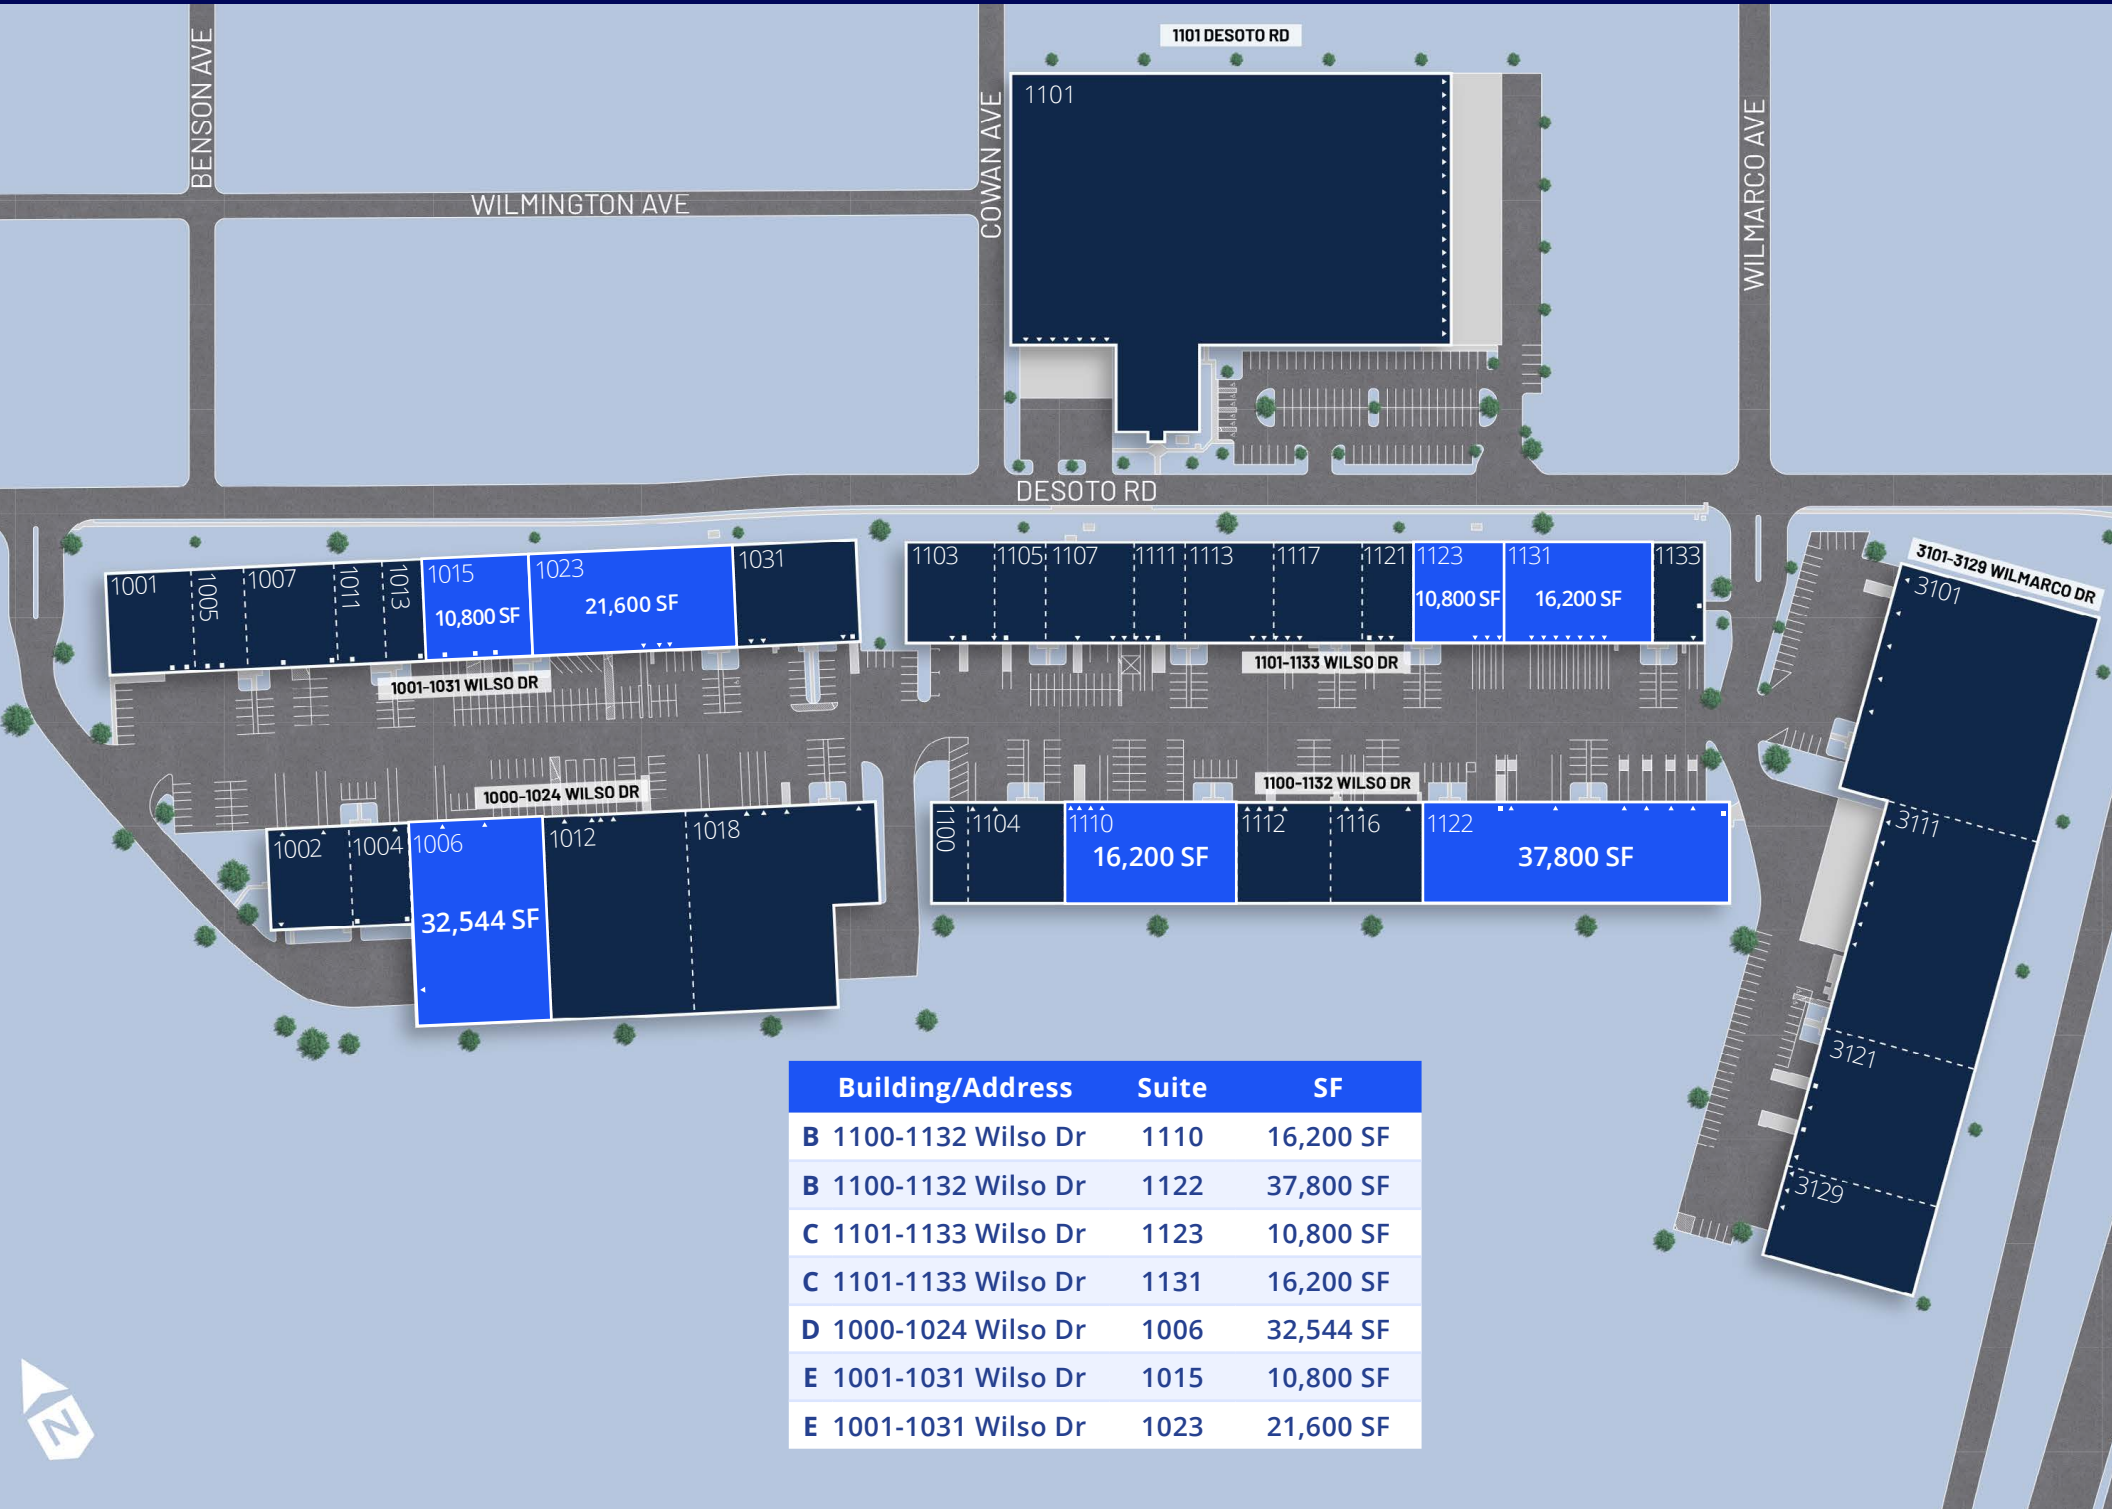 1101 DESOTO RD
BENSON AVE
COWAN AVE
WILMARCO AVE
1101
WILMINGTON AVE
DESOTO RD
1001
1005
1007
1011
1013
1015
10,800 SF
1023
21,600 SF
1031
1001-1031 WILSO DR
1103
1105
1107
1111
1113
1117
1121
1123
10,800 SF
1131
16,200 SF
1133
1101-1133 WILSO DR
3101-3129 WILMARCO DR
3101
3111
3121
3129
1000-1024 WILSO DR
1002
1004
1006
32,544 SF
1012
1018
1100-1132 WILSO DR
1100
1104
1110
16,200 SF
1112
1116
1122
37,800 SF
Building/Address Suite SF
B 1100-1132 Wilso Dr 1110 16,200 SF
B 1100-1132 Wilso Dr 1122 37,800 SF
C 1101-1133 Wilso Dr 1123 10,800 SF
C 1101-1133 Wilso Dr 1131 16,200 SF
D 1000-1024 Wilso Dr 1006 32,544 SF
E 1001-1031 Wilso Dr 1015 10,800 SF
E 1001-1031 Wilso Dr 1023 21,600 SF
N